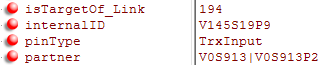 isTargetOf_Link 194
internalID V145S19P9
pinType TrxInput
partner V0S913|V0S913P2